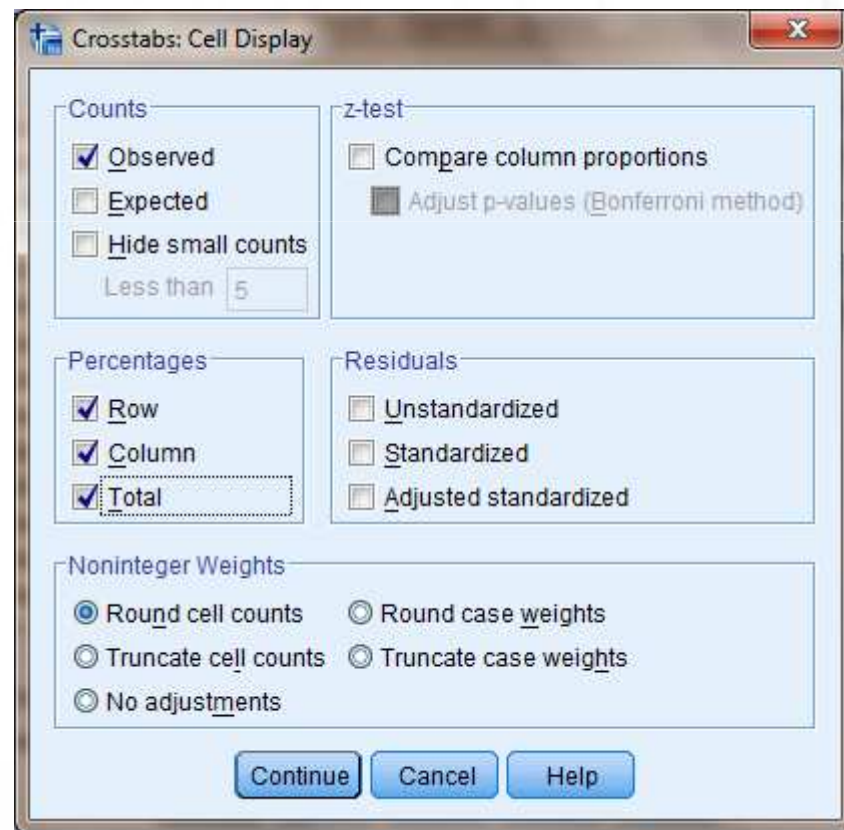 Crosstabs: Cell Display
Counts
Observed
Expected
Hide small counts
Less than 5
z-test
Compare column proportions
Adjust p-values (Bonferroni method)
Percentages
Row
Column
Total
Residuals
Unstandardized
Standardized
Adjusted standardized
Noninteger Weights
Round cell counts
Round case weights
Truncate cell counts
Truncate case weights
No adjustments
Continue
Cancel
Help